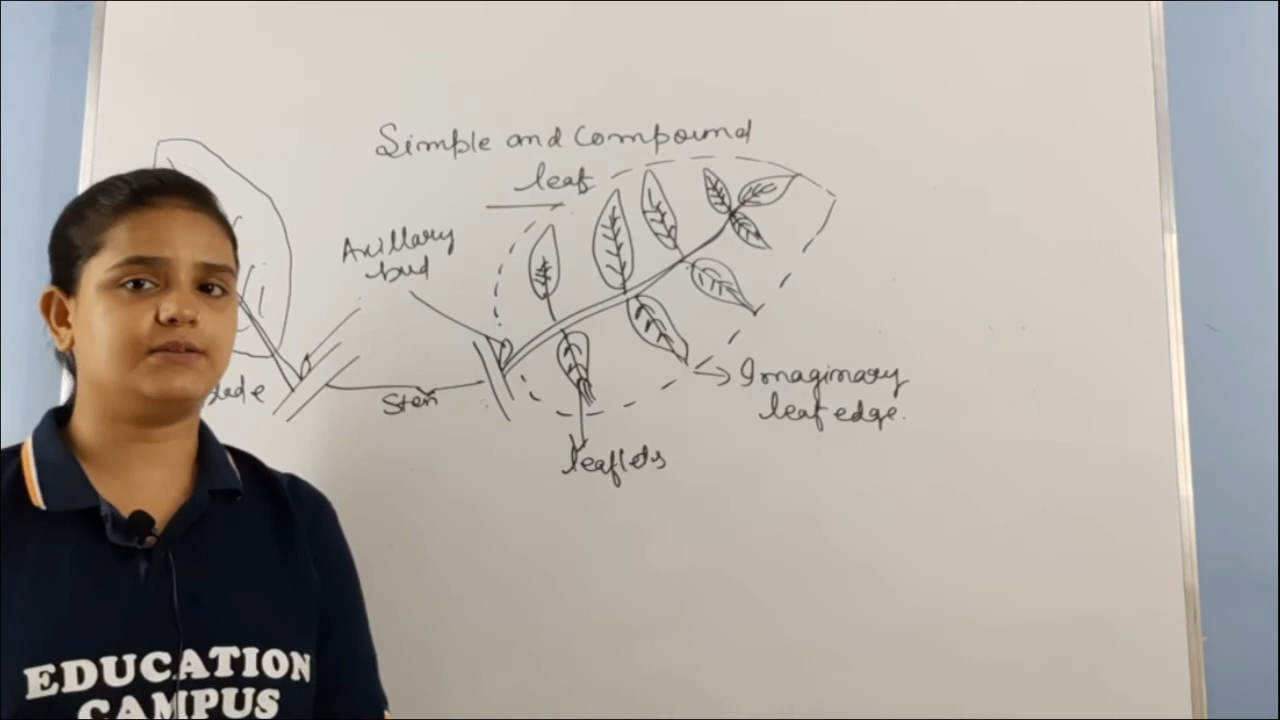 Simple and Compound
leaf
Axillary
bud
Stem
Imaginary
leaf edge.
leaflets
EDUCATION
CAMPUS